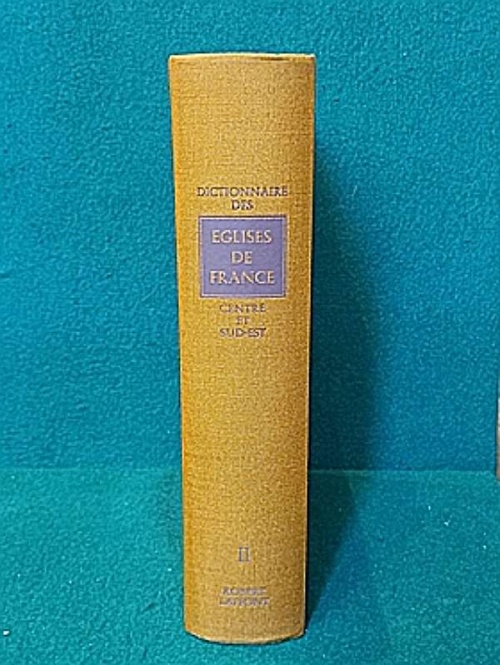 DICTIONNAIRE
DES
EGLISES
DE
FRANCE
CENTRE
ET
SUD-EST
II
ROBERT
LAFFONT